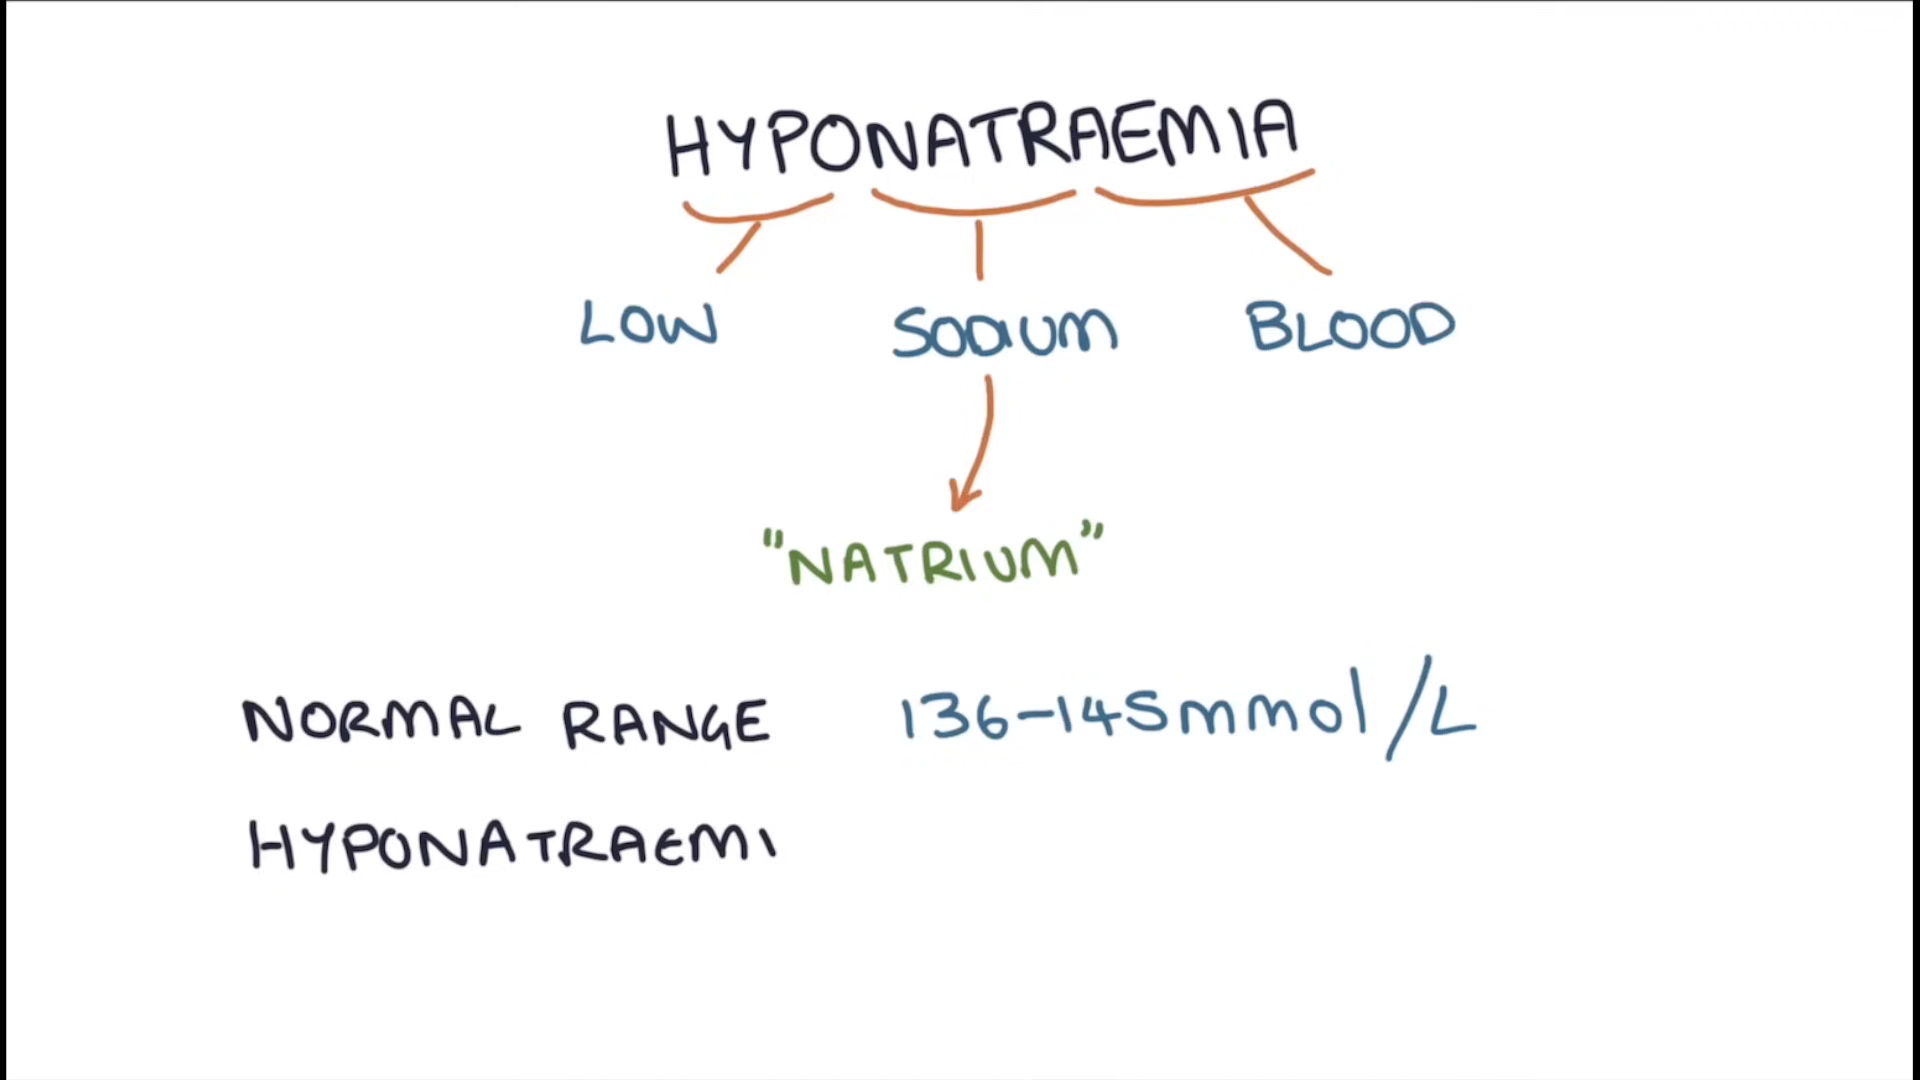 HYPONATRAEMIA
LOW SODIUM BLOOD
"NATRIUM"
NORMAL RANGE 136-145mmol/L
HYPONATRAEMI